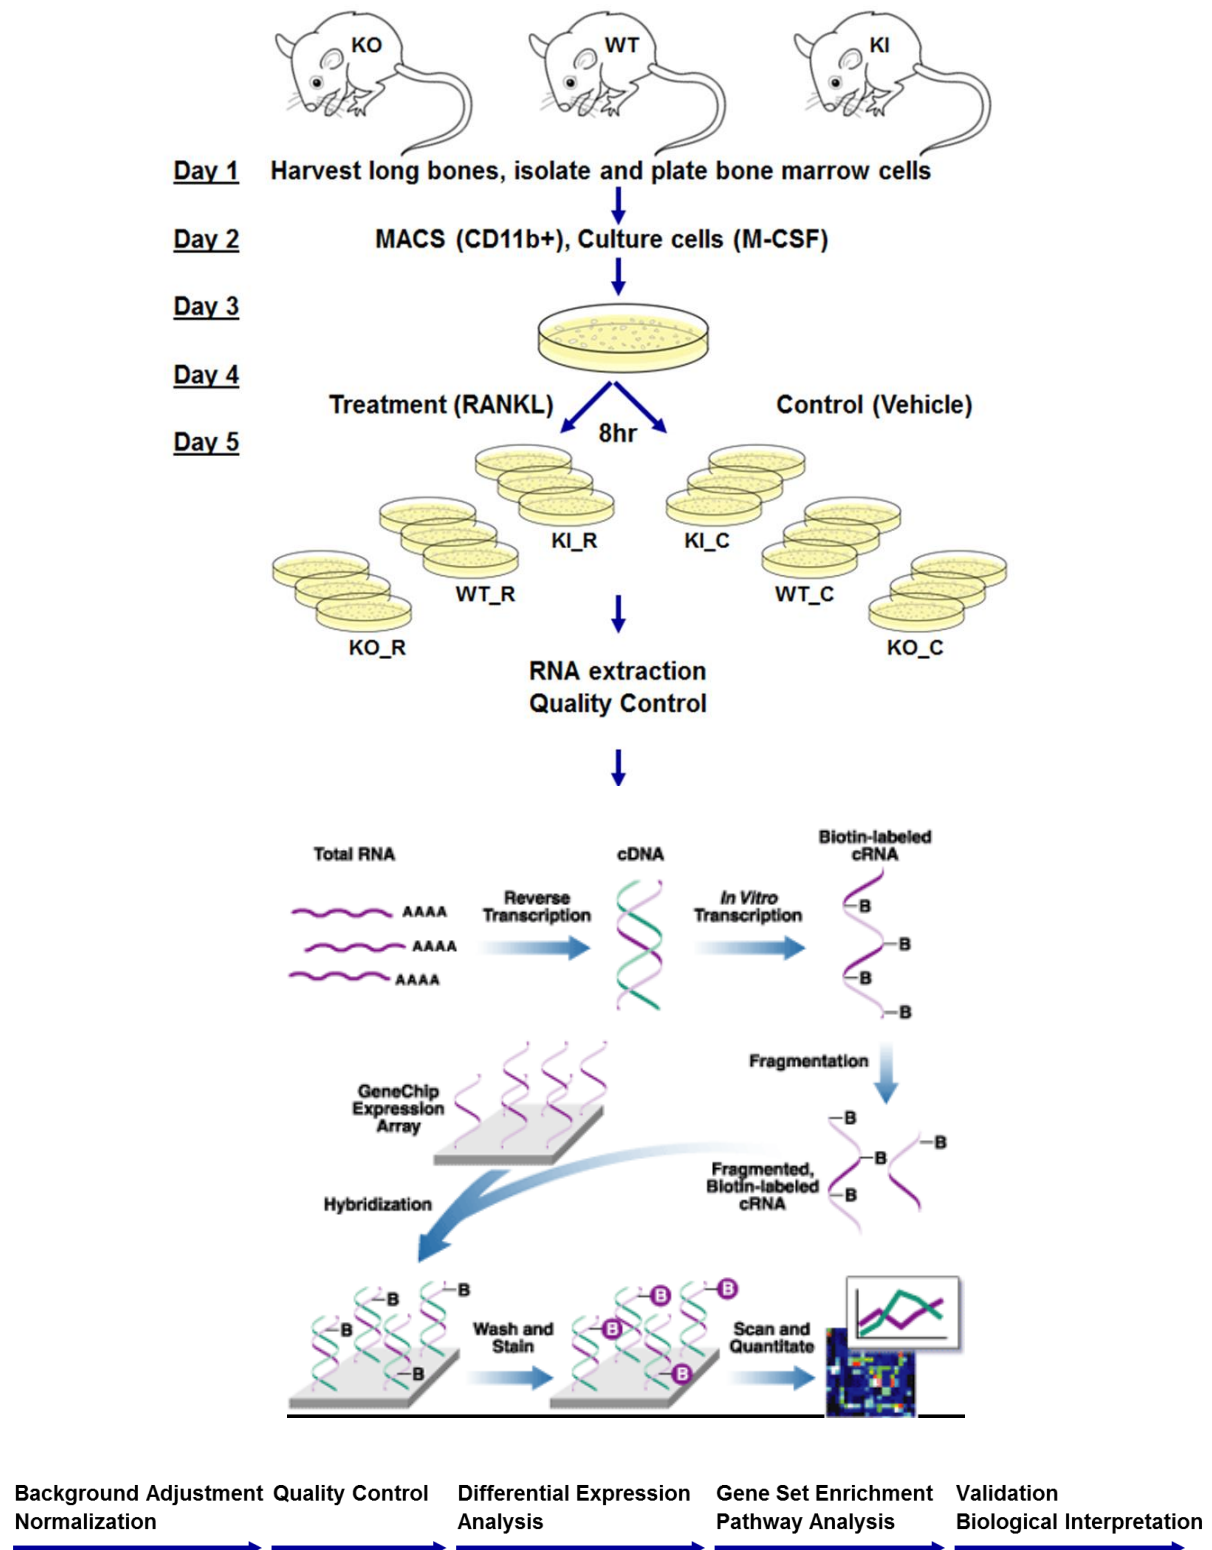 KO
WT
KI
Day 1
Harvest long bones, isolate and plate bone marrow cells
Day 2
MACS (CD11b+), Culture cells (M-CSF)
Day 3
Day 4
Treatment (RANKL)
Control (Vehicle)
8hr
Day 5
KI_R
KI_C
WT_R
WT_C
KO_R
KO_C
RNA extraction
Quality Control
Total RNA
cDNA
Biotin-labeled
cRNA
Reverse
Transcription
In Vitro
Transcription
AAAA
AAAA
AAAA
B
B
B
B
Fragmentation
GeneChip
Expression
Array
B
B
B
B
Fragmented,
Biotin-labeled
cRNA
Hybridization
B
B
B
B
Wash and
Stain
B
B
B
B
Scan and
Quantitate
Background Adjustment
Normalization
Quality Control
Differential Expression
Analysis
Gene Set Enrichment
Pathway Analysis
Validation
Biological Interpretation